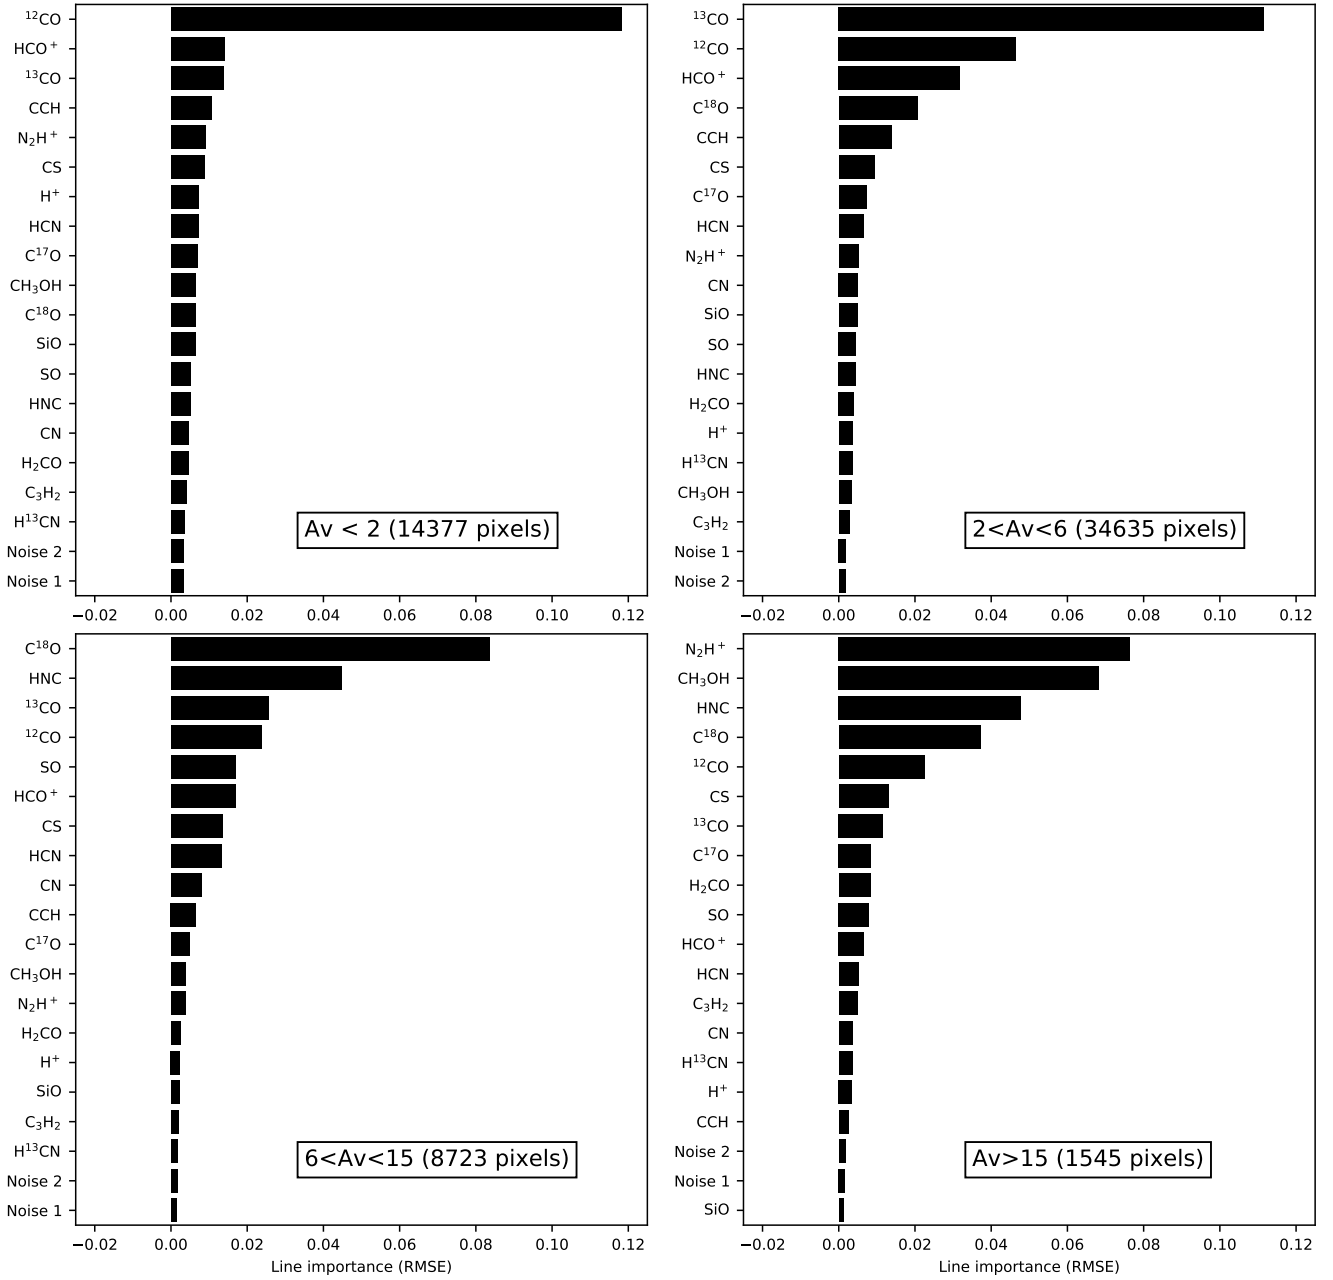 ¹²CO
HCO⁺
¹³CO
CCH
N₂H⁺
CS
H⁺
HCN
C¹⁷O
CH₃OH
C¹⁸O
SiO
SO
HNC
CN
H₂CO
C₃H₂
H¹³CN
Noise 2
Noise 1
Av < 2 (14377 pixels)
−0.02 0.00 0.02 0.04 0.06 0.08 0.10 0.12
¹³CO
¹²CO
HCO⁺
C¹⁸O
CCH
CS
C¹⁷O
HCN
N₂H⁺
CN
SiO
SO
HNC
H₂CO
H⁺
H¹³CN
CH₃OH
C₃H₂
Noise 1
Noise 2
2<Av<6 (34635 pixels)
−0.02 0.00 0.02 0.04 0.06 0.08 0.10 0.12
C¹⁸O
HNC
¹³CO
¹²CO
SO
HCO⁺
CS
HCN
CN
CCH
C¹⁷O
CH₃OH
N₂H⁺
H₂CO
H⁺
SiO
C₃H₂
H¹³CN
Noise 2
Noise 1
6<Av<15 (8723 pixels)
−0.02 0.00 0.02 0.04 0.06 0.08 0.10 0.12
Line importance (RMSE)
N₂H⁺
CH₃OH
HNC
C¹⁸O
¹²CO
CS
¹³CO
C¹⁷O
H₂CO
SO
HCO⁺
HCN
C₃H₂
CN
H¹³CN
H⁺
CCH
Noise 2
Noise 1
SiO
Av>15 (1545 pixels)
−0.02 0.00 0.02 0.04 0.06 0.08 0.10 0.12
Line importance (RMSE)